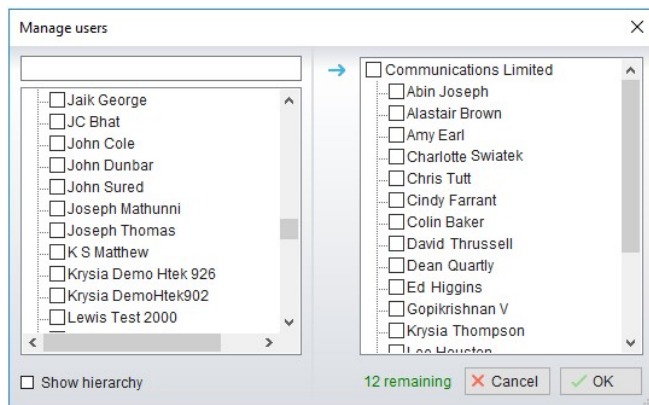 Manage users
Jaik George
JC Bhat
John Cole
John Dunbar
John Sured
Joseph Mathunni
Joseph Thomas
K S Matthew
Krysia Demo Htek 926
Krysia DemoHtek902
Lewis Test 2000
Show hierarchy
Communications Limited
Abin Joseph
Alastair Brown
Amy Earl
Charlotte Swiatek
Chris Tutt
Cindy Farrant
Colin Baker
David Thrussell
Dean Quartly
Ed Higgins
Gopikrishnan V
Krysia Thompson
Lee Houston
12 remaining
Cancel
OK